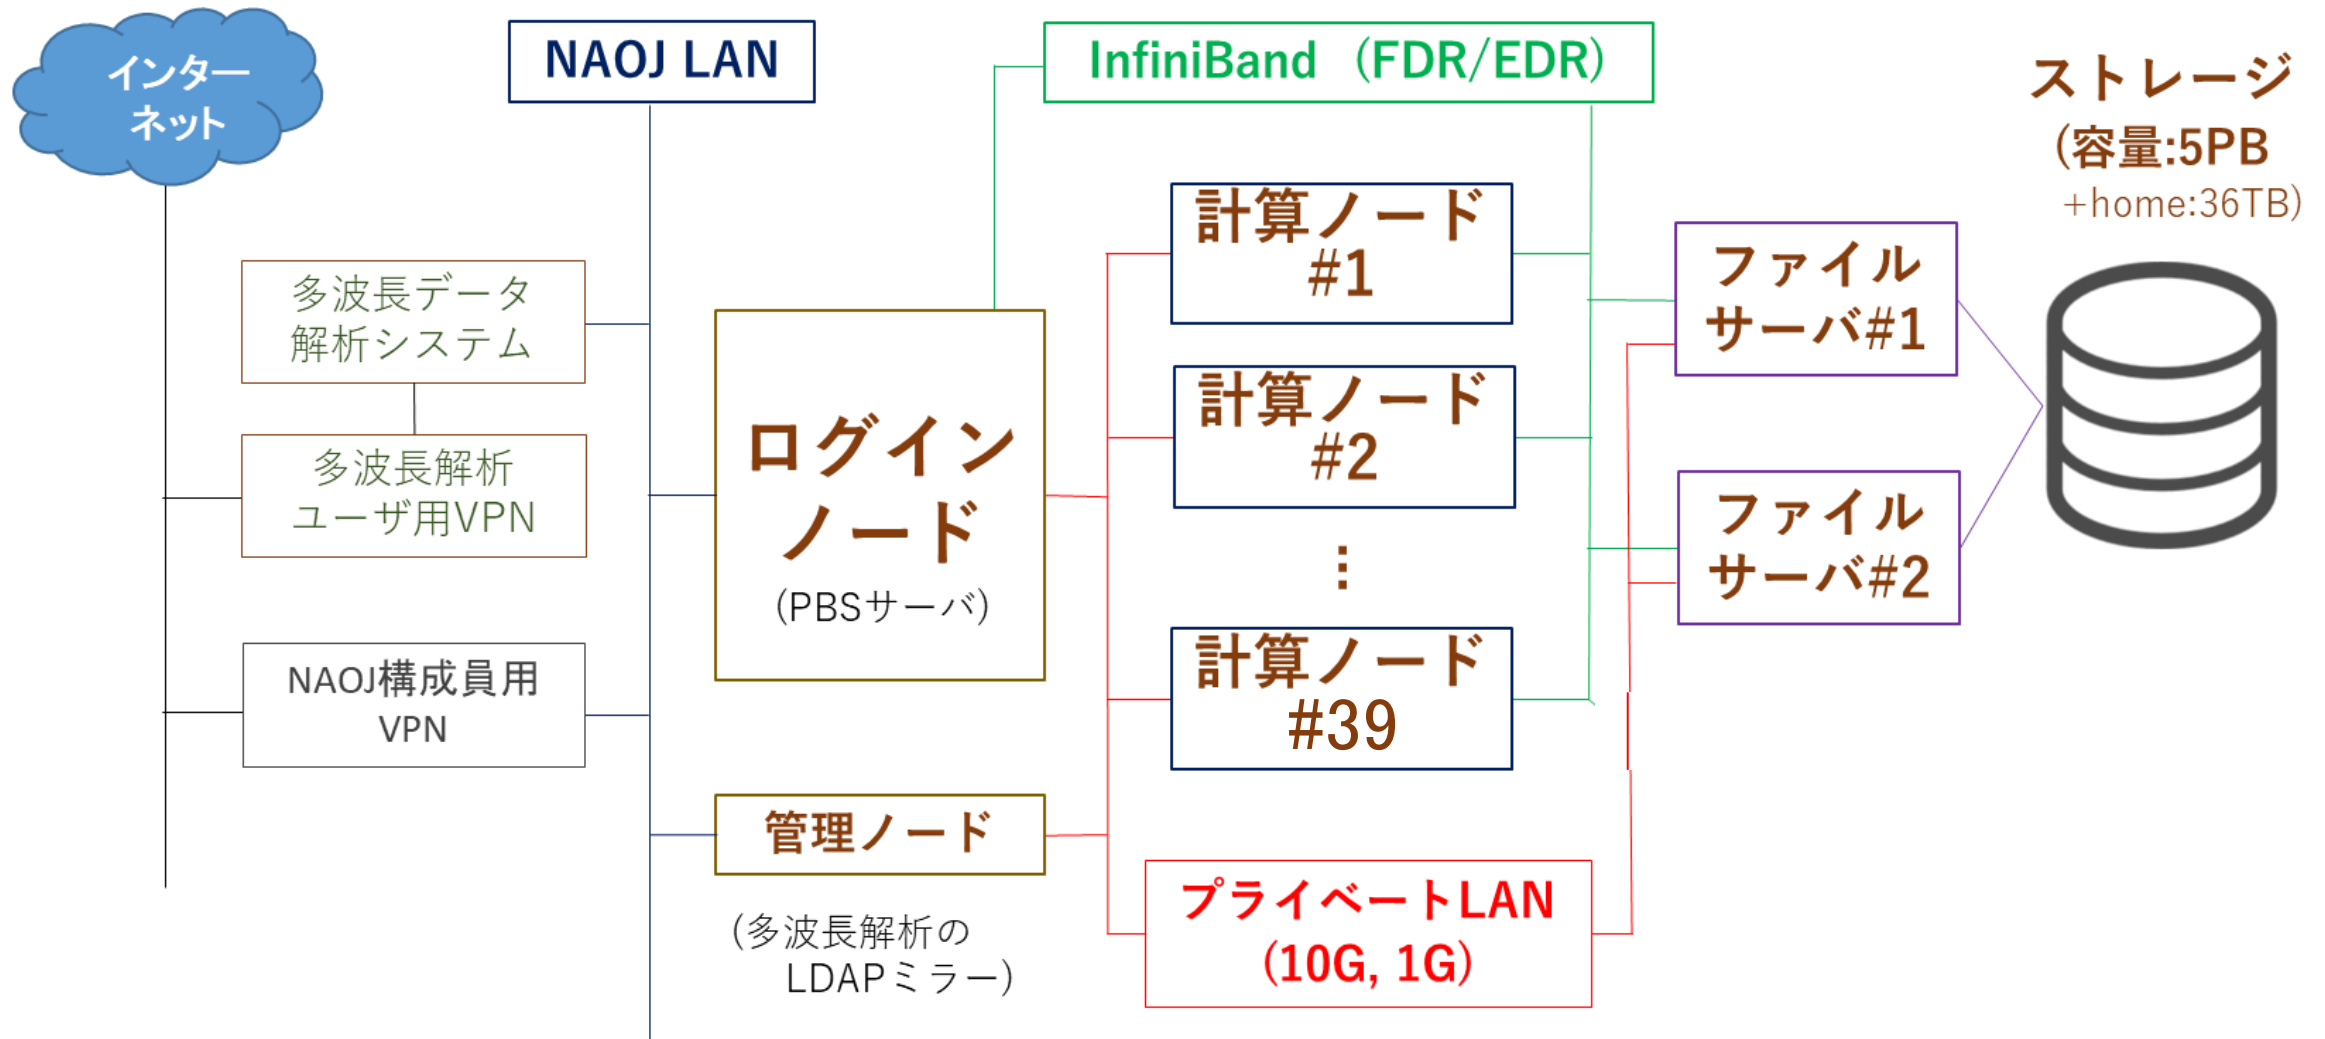 インター
ネット
NAOJ LAN
InfiniBand (FDR/EDR)
ストレージ
(容量:5PB
+home:36TB)
多波長データ
解析システム
多波長解析
ユーザ用VPN
NAOJ構成員用
VPN
ログイン
ノード
(PBSサーバ)
管理ノード
(多波長解析の
LDAPミラー)
計算ノード
#1
計算ノード
#2
⋮
計算ノード
#39
プライベートLAN
(10G, 1G)
ファイル
サーバ#1
ファイル
サーバ#2